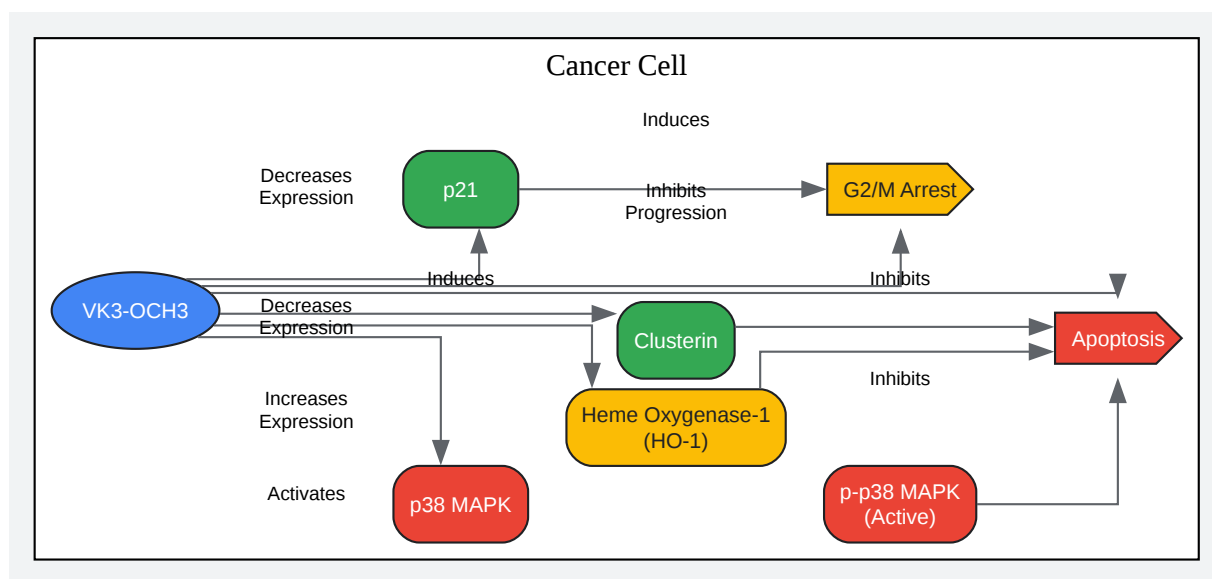 Cancer Cell
Induces
Decreases
Expression
p21
Inhibits
Progression
G2/M Arrest
Induces
Inhibits
VK3-OCH3
Decreases
Expression
Clusterin
Apoptosis
Increases
Expression
Heme Oxygenase-1
(HO-1)
Inhibits
Activates
p38 MAPK
p-p38 MAPK
(Active)